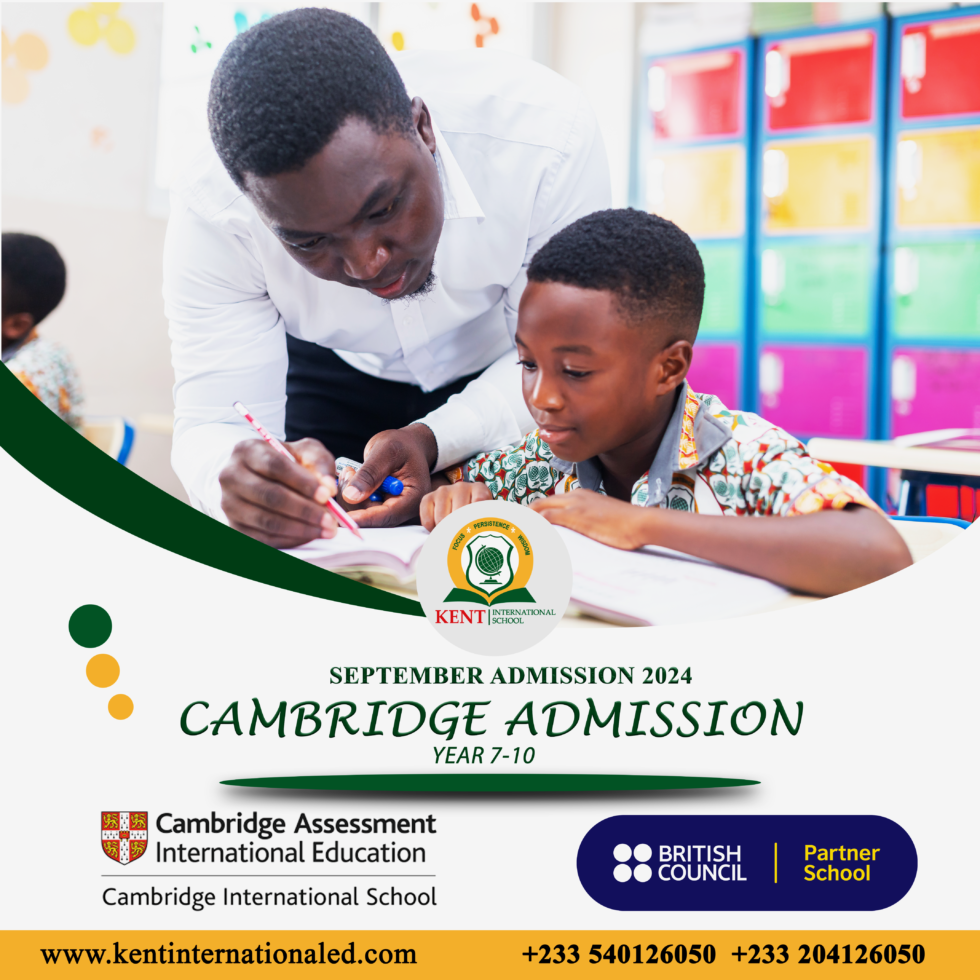 FOCUS PERSISTENCE WISDOM
KENT INTERNATIONAL
SCHOOL
SEPTEMBER ADMISSION 2024
CAMBRIDGE ADMISSION
YEAR 7-10
Cambridge Assessment
International Education
Cambridge International School
BRITISH
COUNCIL
Partner
School
www.kentinternationaled.com
+233 540126050 +233 204126050